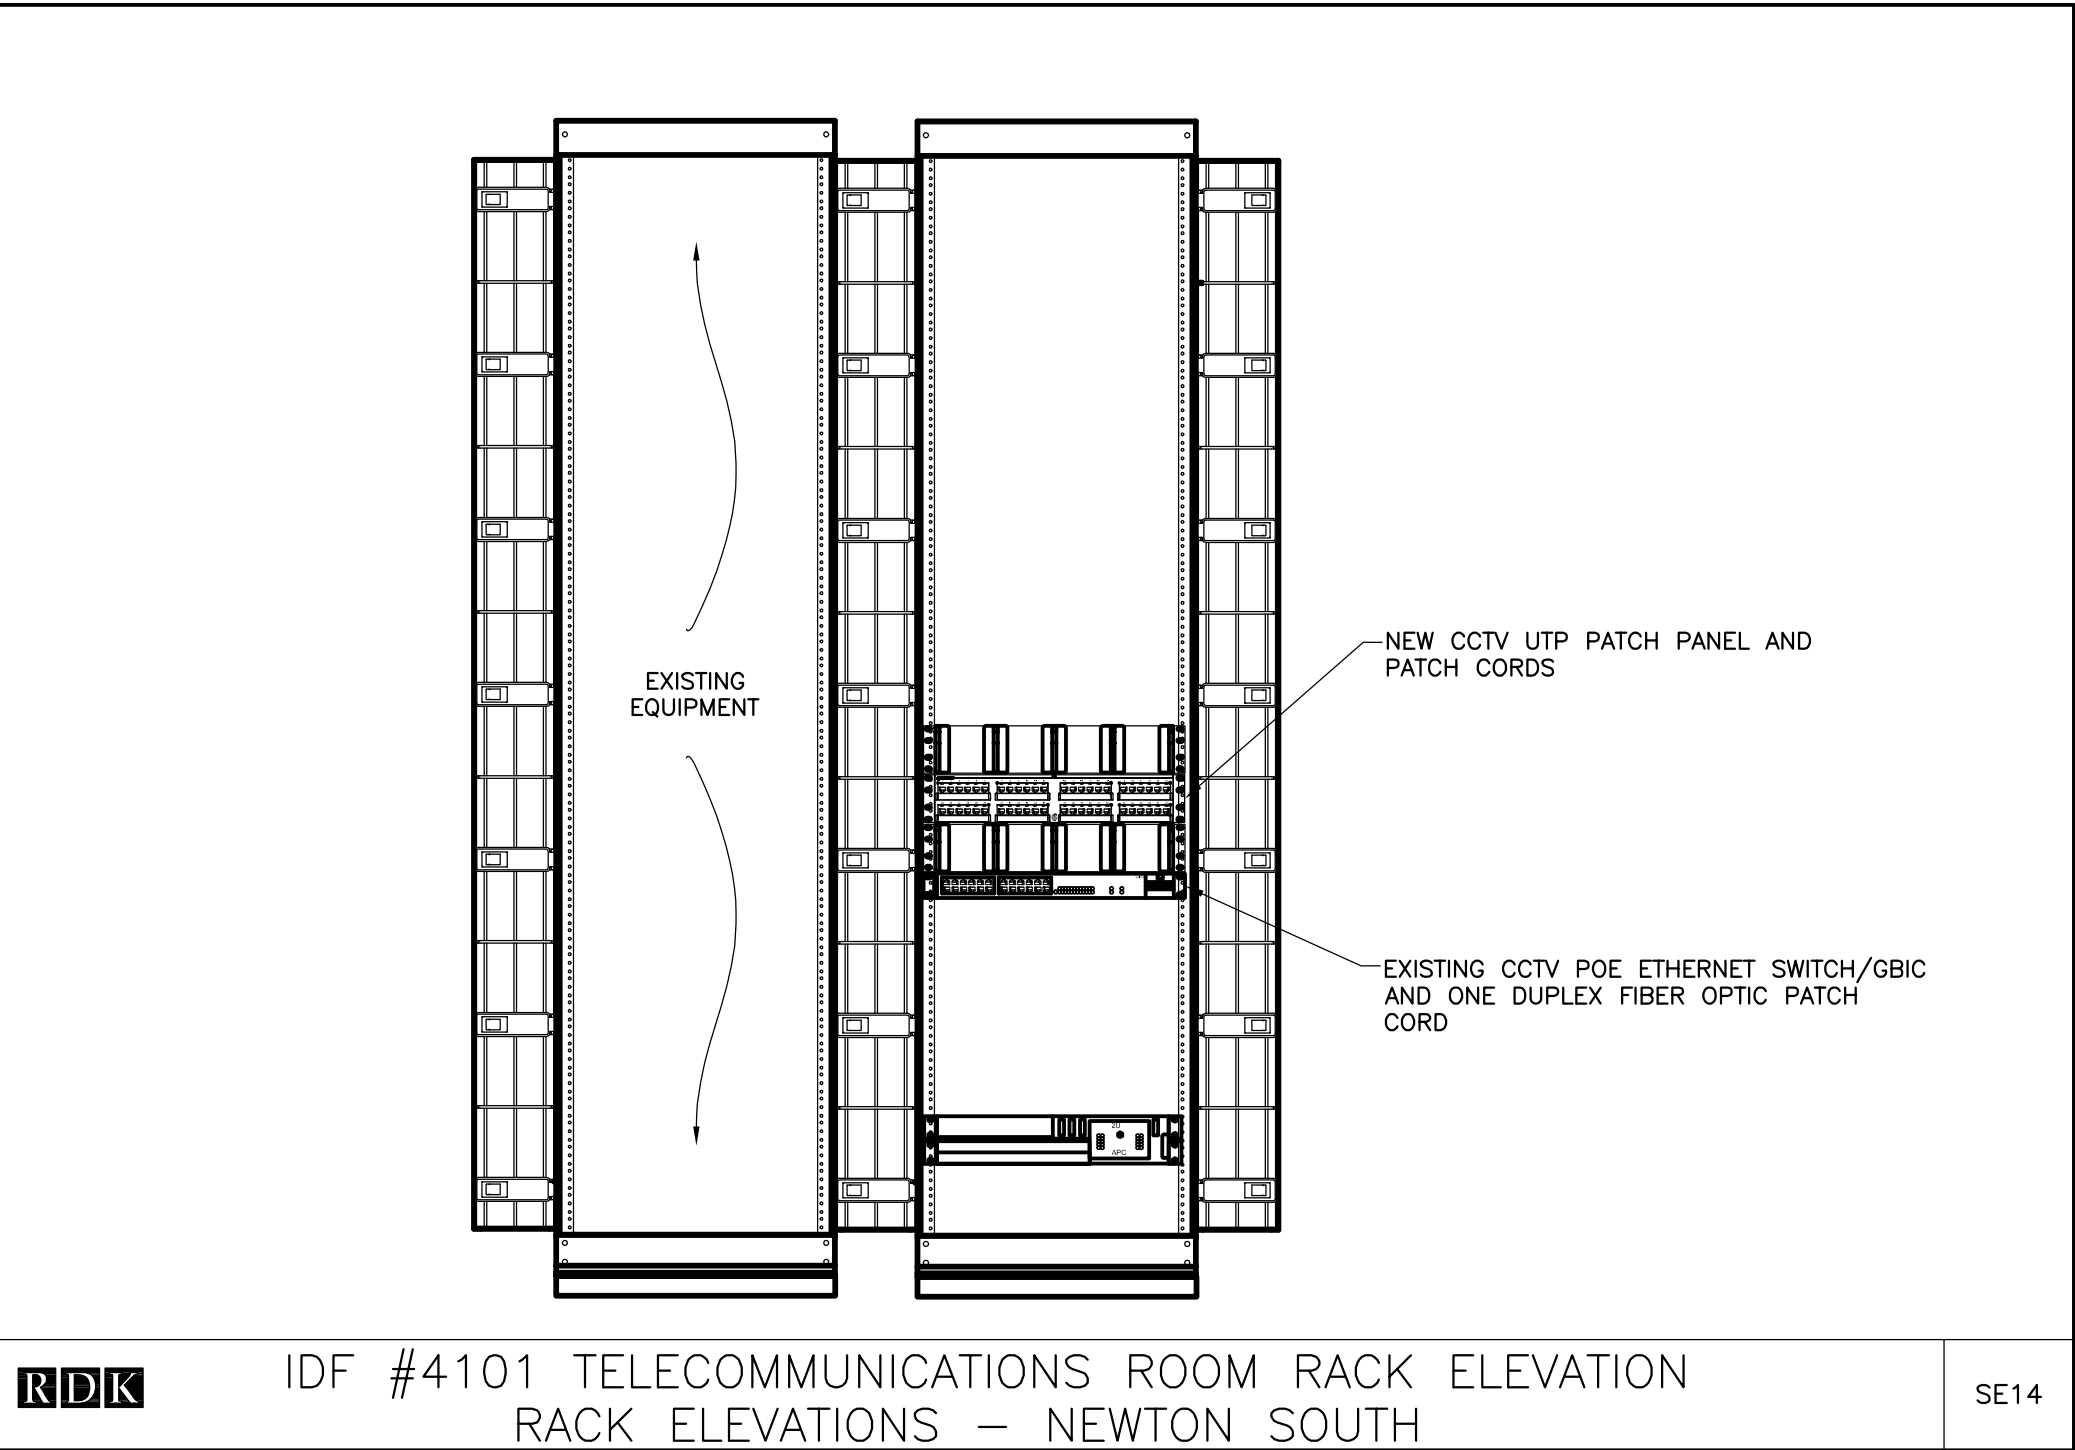 EXISTING
EQUIPMENT
NEW CCTV UTP PATCH PANEL AND
PATCH CORDS
EXISTING CCTV POE ETHERNET SWITCH/GBIC
AND ONE DUPLEX FIBER OPTIC PATCH
CORD
2U
APC
RDK
IDF #4101 TELECOMMUNICATIONS ROOM RACK ELEVATION
RACK ELEVATIONS – NEWTON SOUTH
SE14